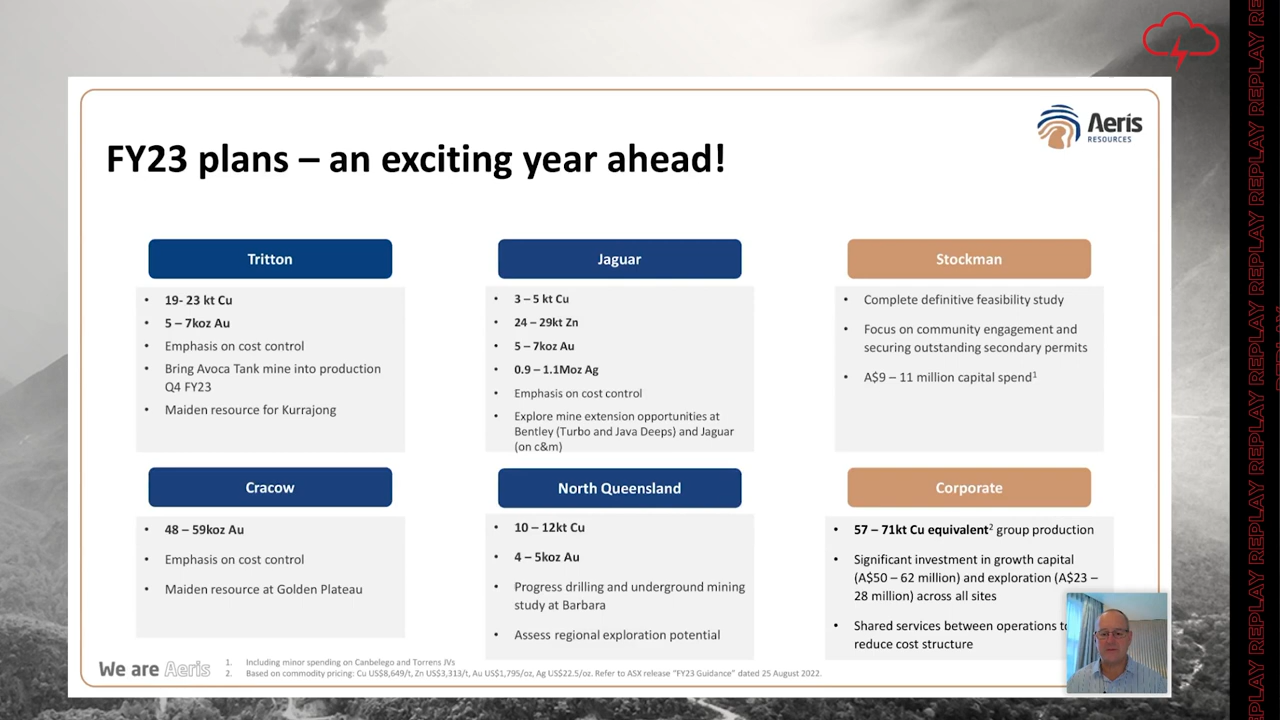 FY23 plans – an exciting year ahead!
Aeris
RESOURCES
Tritton
• 19- 23 kt Cu
• 5 – 7koz Au
• Emphasis on cost control
• Bring Avoca Tank mine into production
Q4 FY23
• Maiden resource for Kurrajong
Jaguar
• 3 – 5 kt Cu
• 24 – 29kt Zn
• 5 – 7koz Au
• 0.9 – 1.1Moz Ag
• Emphasis on cost control
• Explore mine extension opportunities at
Bentley (Turbo and Java Deeps) and Jaguar
(on c&m)
Stockman
• Complete definitive feasibility study
• Focus on community engagement and
securing outstanding secondary permits
• A$9 – 11 million capital spend1
Cracow
• 48 – 59koz Au
• Emphasis on cost control
• Maiden resource at Golden Plateau
North Queensland
• 10 – 12kt Cu
• 4 – 5koz Au
• Progress drilling and underground mining
study at Barbara
• Assess regional exploration potential
Corporate
• 57 – 71kt Cu equivalent2 group production
• Significant investment in growth capital
(A$50 – 62 million) and exploration (A$23 –
28 million) across all sites
• Shared services between operations
reduce cost structure
We are Aeris
1. Including minor spending on Canbelego and Torrens JVs
2. Based on commodity pricing: Cu US$8,649/t, Zn US$3,313/t, Au US$1,795/oz, Ag US$22.5/oz. Refer to ASX release “FY23 Guidance” dated 25 August 2022.
REPLAY REPLAY REPLAY REPLAY REPLAY REPLAY REPLAY REPLAY